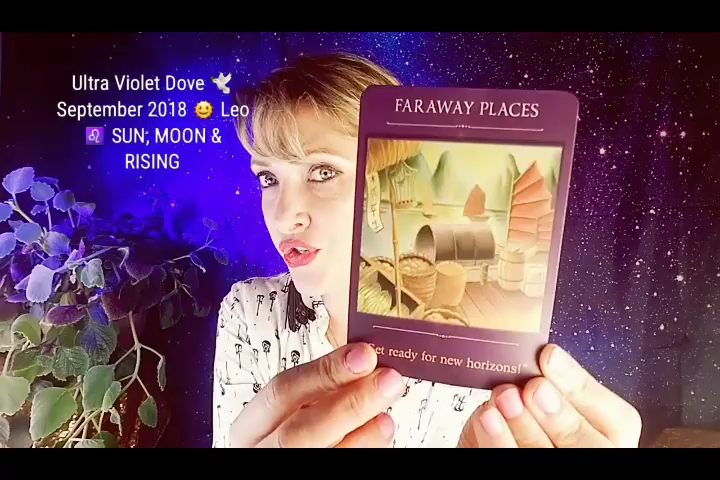 Ultra Violet Dove 🕊️
September 2018 😃 Leo
♌ SUN; MOON &
RISING
FARAWAY PLACES
Get ready for new horizons!